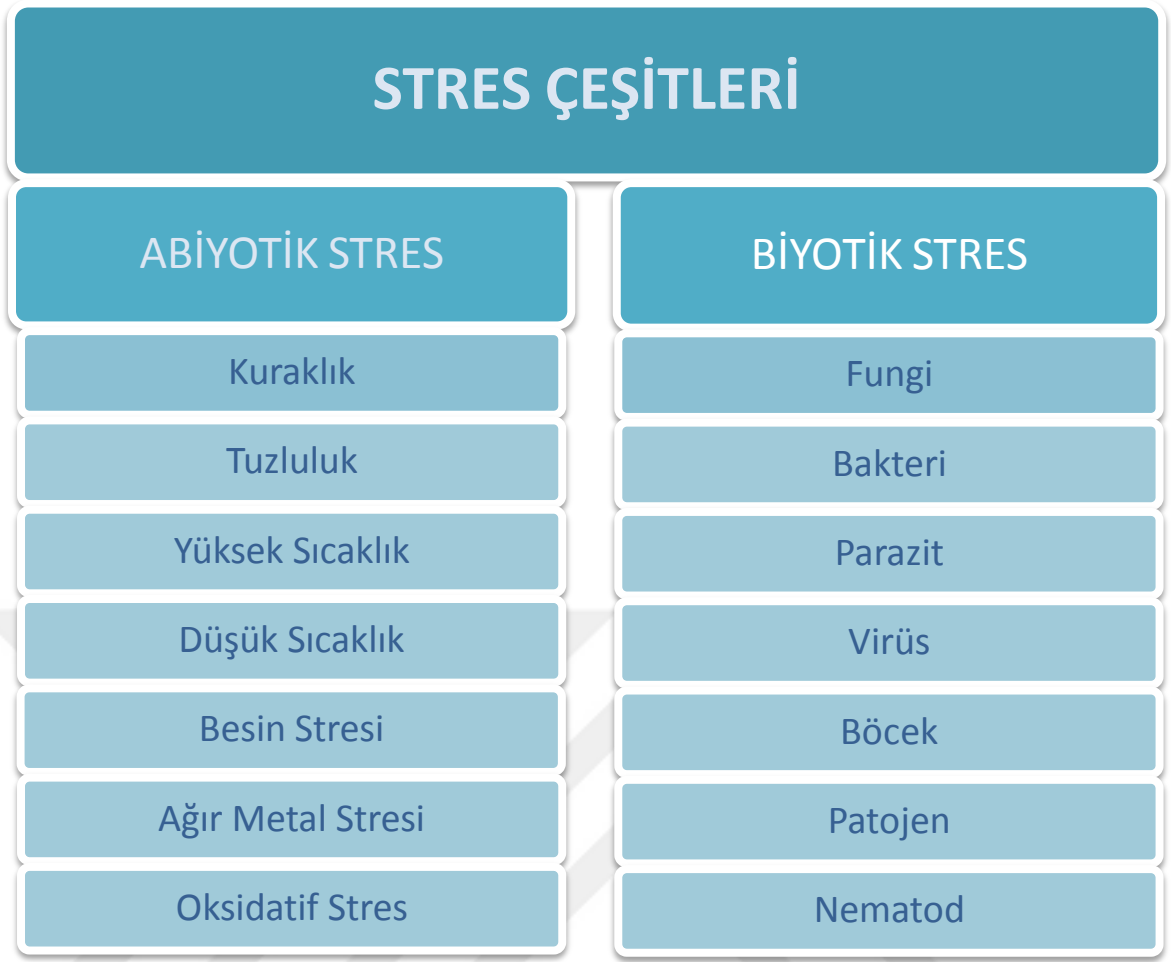 STRES ÇEŞİTLERİ
ABİYOTİK STRES
Kuraklık
Tuzluluk
Yüksek Sıcaklık
Düşük Sıcaklık
Besin Stresi
Ağır Metal Stresi
Oksidatif Stres
BİYOTİK STRES
Fungi
Bakteri
Parazit
Virüs
Böcek
Patojen
Nematod